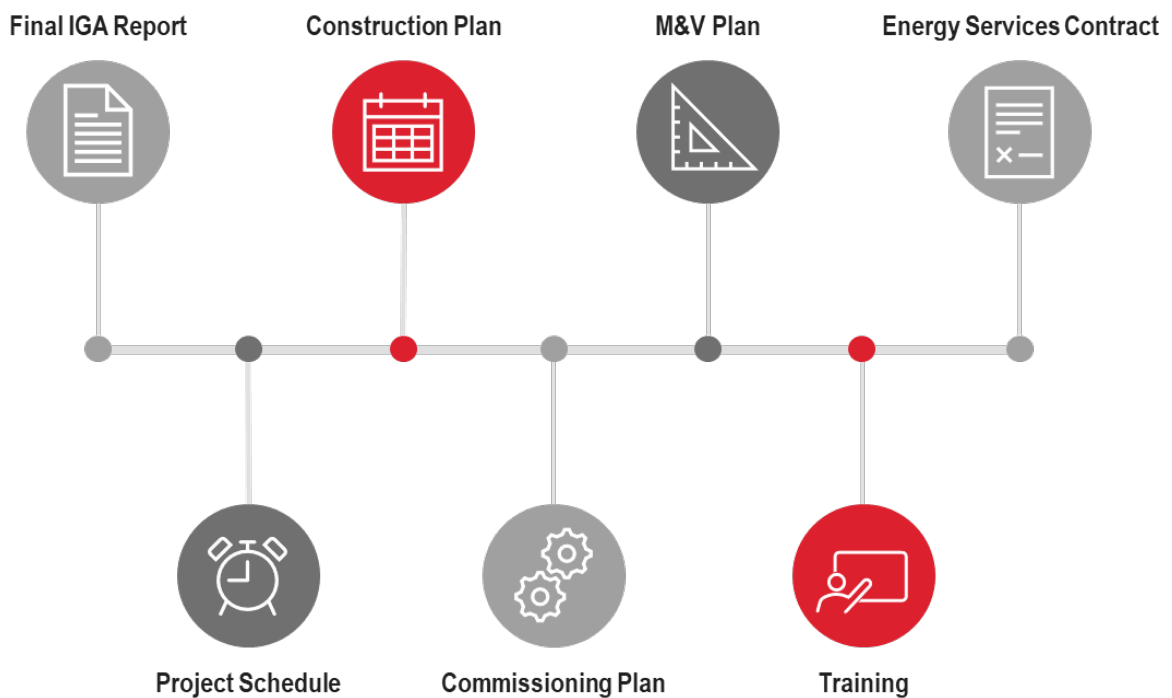 Final IGA Report
Construction Plan
M&V Plan
Energy Services Contract
Project Schedule
Commissioning Plan
Training